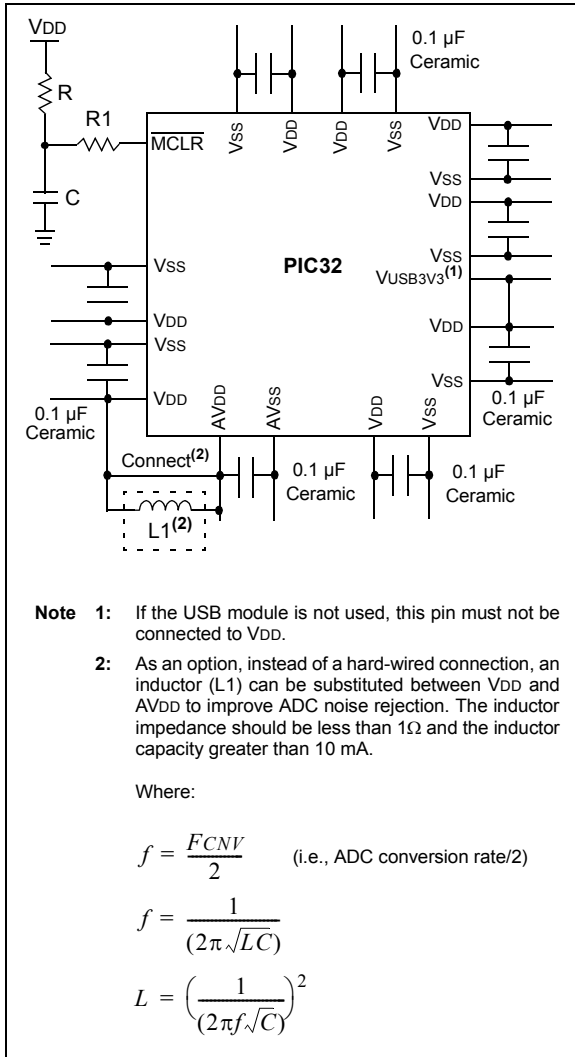 VDD
R
R1
C
0.1 µF
Ceramic
MCLR
VSS
VDD
VDD
VSS
VDD
VSS
VDD
VSS
VUSB3V3(1)
VDD
VSS
PIC32
VSS
VDD
VSS
VDD
AVDD
AVSS
VDD
VSS
0.1 µF
Ceramic
0.1 µF
Ceramic
Connect(2)
L1(2)
0.1 µF
Ceramic
0.1 µF
Ceramic
Note 1: If the USB module is not used, this pin must not be
connected to VDD.
2: As an option, instead of a hard-wired connection, an
inductor (L1) can be substituted between VDD and
AVDD to improve ADC noise rejection. The inductor
impedance should be less than 1Ω and the inductor
capacity greater than 10 mA.
Where:
f = FCNV / 2 (i.e., ADC conversion rate/2)
f = 1 / (2π√LC)
L = (1 / (2πf√C))²